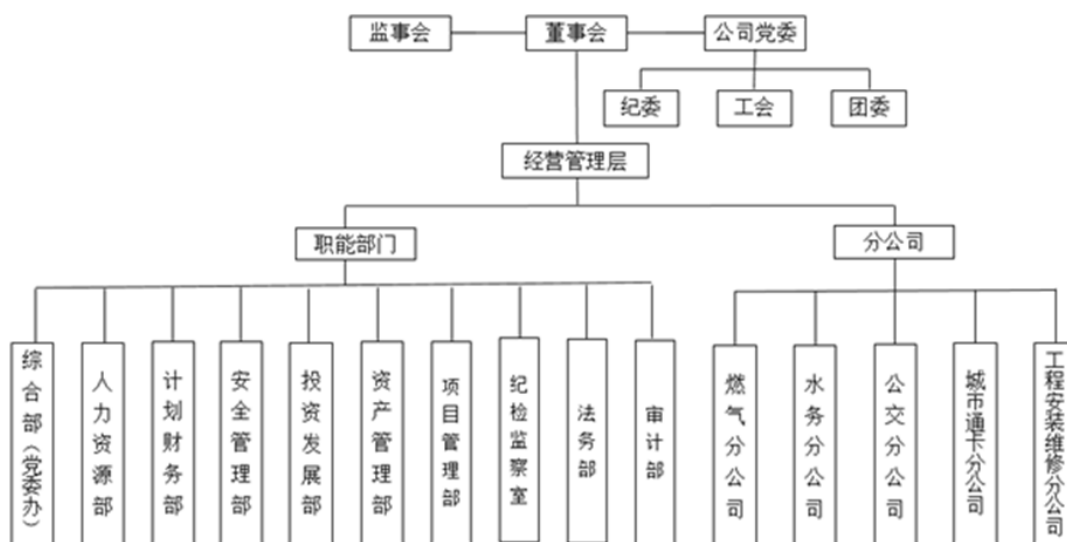 监事会
董事会
公司党委
纪委
工会
团委
经营管理层
职能部门
分公司
综合部（党委办）
人力资源部
计划财务部
安全管理部
投资发展部
资产管理部
项目管理部
纪检监察室
法务部
审计部
燃气分公司
水务分公司
公交分公司
城市通卡分公司
工程安装维修分公司